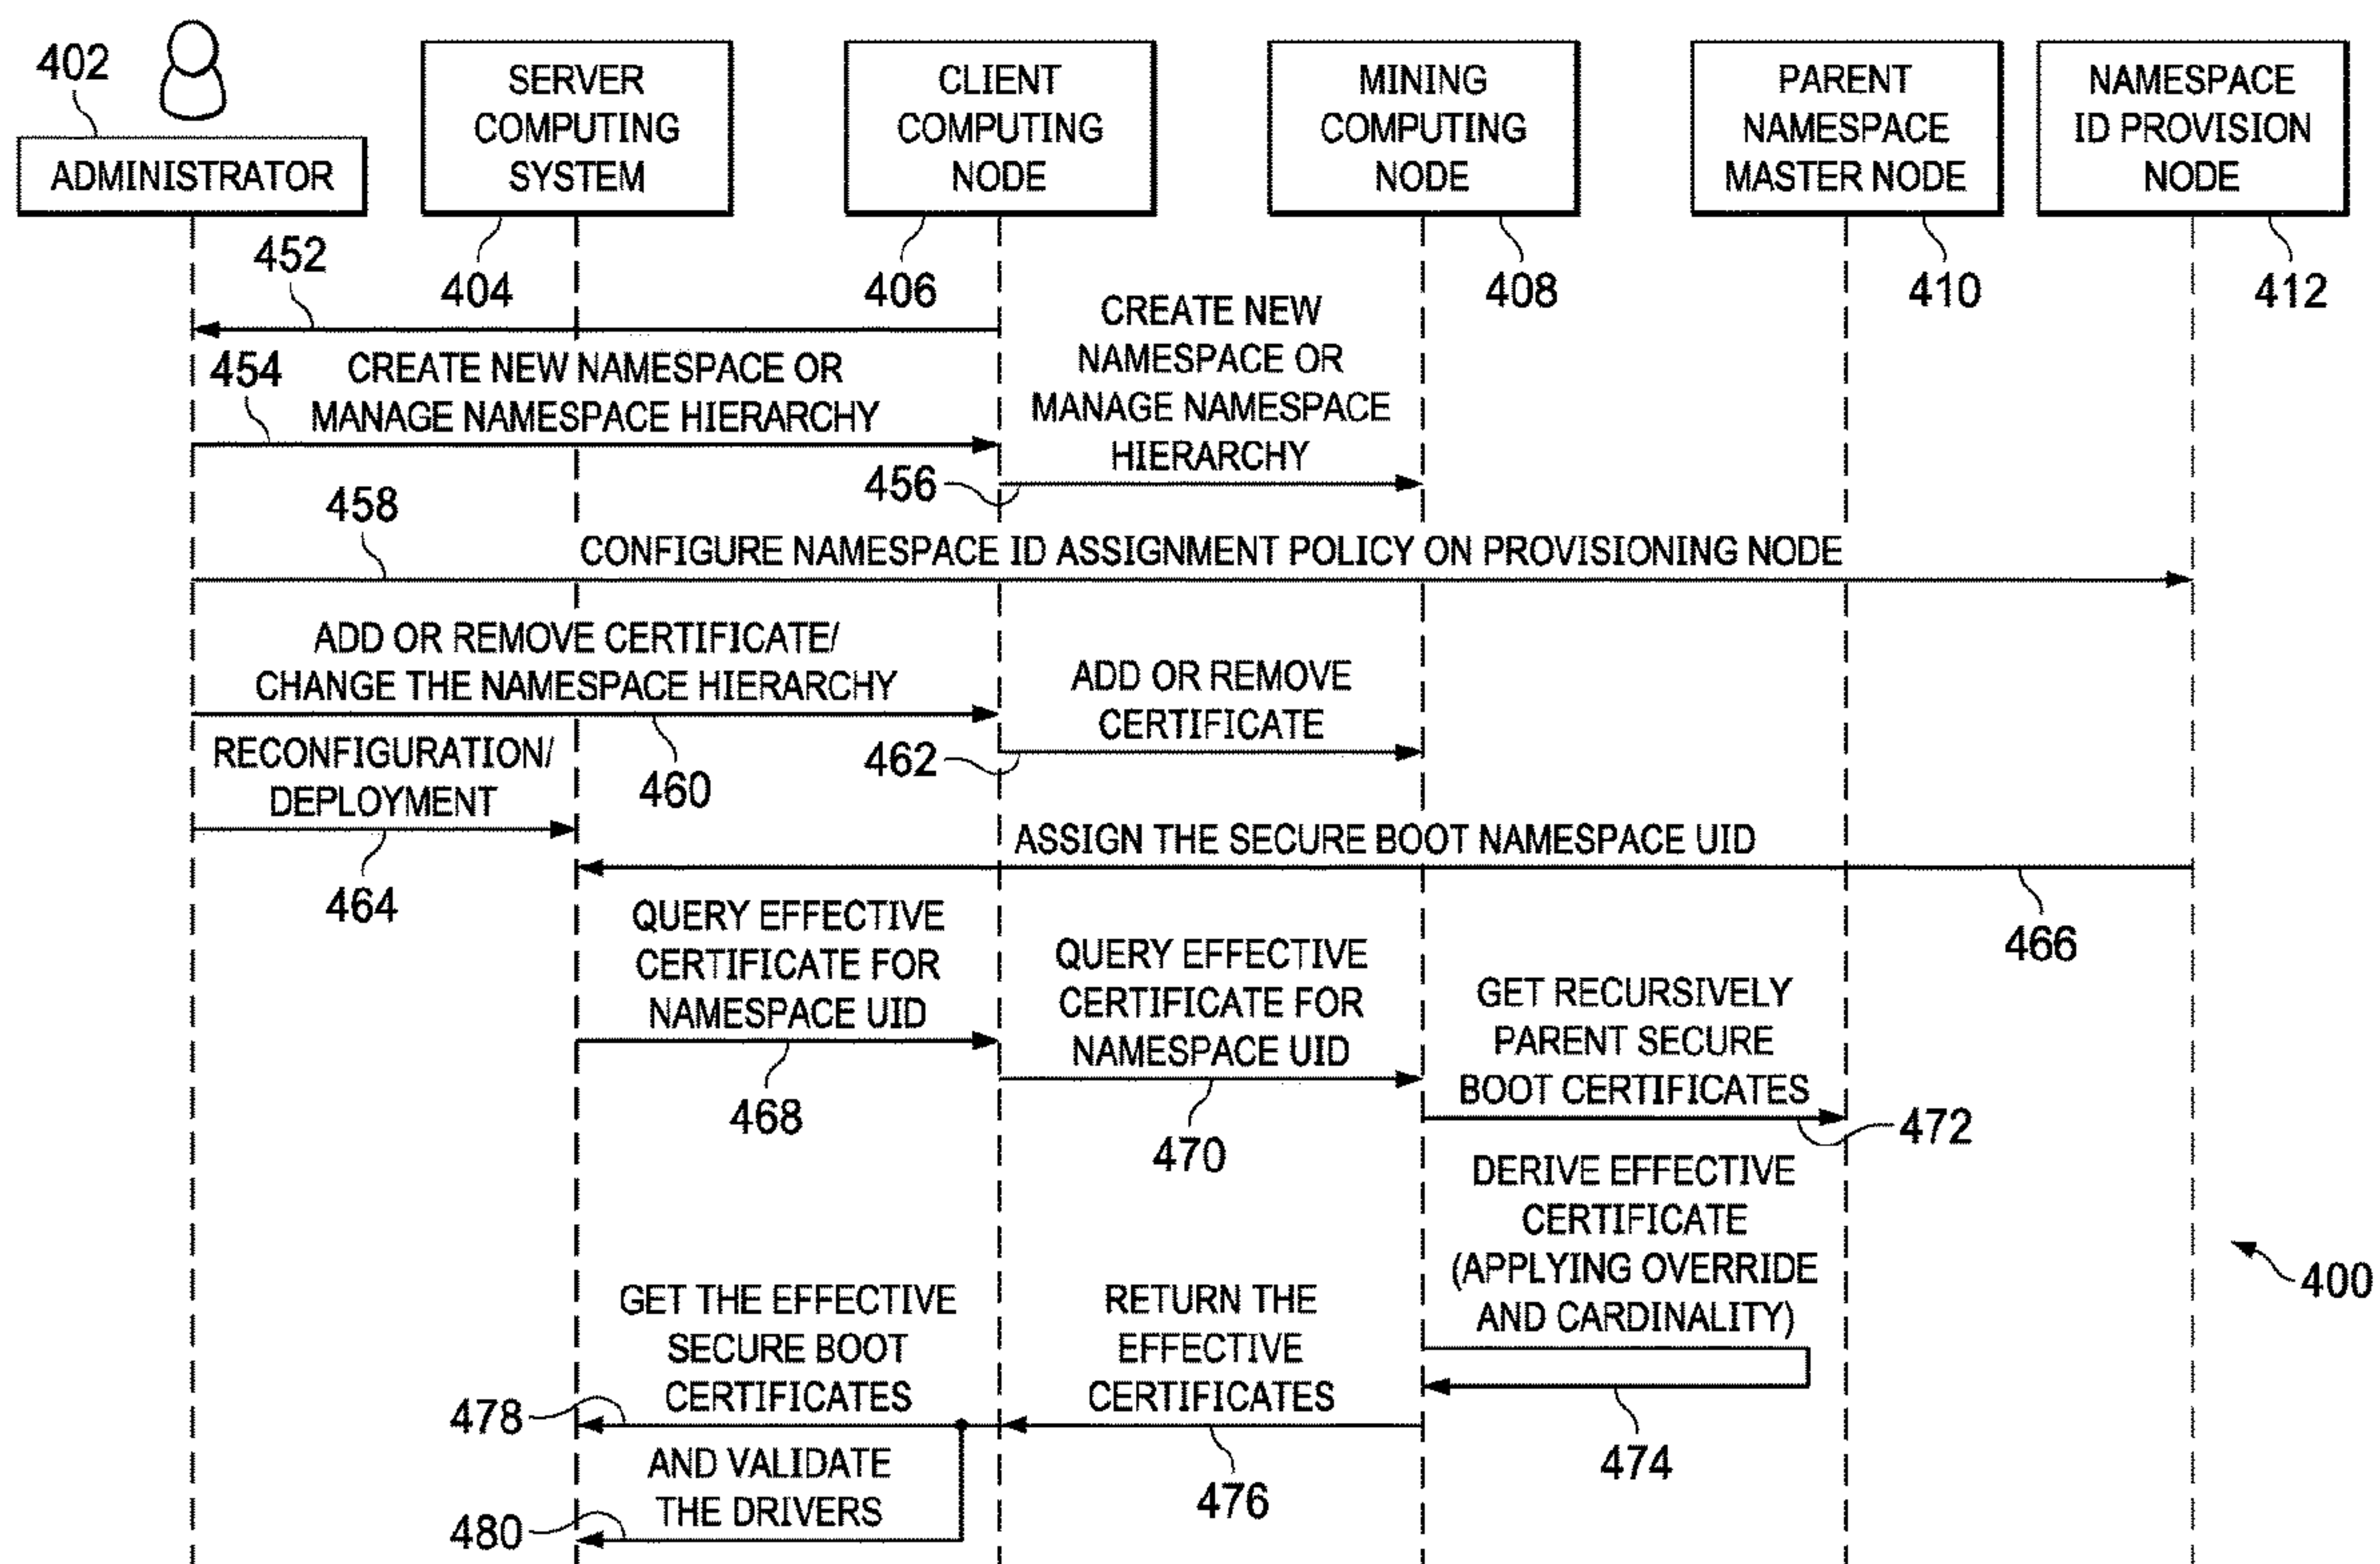 402
ADMINISTRATOR
SERVER
COMPUTING
SYSTEM
404
CLIENT
COMPUTING
NODE
406
MINING
COMPUTING
NODE
408
PARENT
NAMESPACE
MASTER NODE
410
NAMESPACE
ID PROVISION
NODE
412
452
454
CREATE NEW NAMESPACE OR
MANAGE NAMESPACE HIERARCHY
CREATE NEW
NAMESPACE OR
MANAGE NAMESPACE
HIERARCHY
456
458
CONFIGURE NAMESPACE ID ASSIGNMENT POLICY ON PROVISIONING NODE
ADD OR REMOVE CERTIFICATE/
CHANGE THE NAMESPACE HIERARCHY
460
ADD OR REMOVE
CERTIFICATE
462
RECONFIGURATION/
DEPLOYMENT
464
ASSIGN THE SECURE BOOT NAMESPACE UID
466
QUERY EFFECTIVE
CERTIFICATE FOR
NAMESPACE UID
468
QUERY EFFECTIVE
CERTIFICATE FOR
NAMESPACE UID
470
GET RECURSIVELY
PARENT SECURE
BOOT CERTIFICATES
472
DERIVE EFFECTIVE
CERTIFICATE
(APPLYING OVERRIDE
AND CARDINALITY)
474
400
RETURN THE
EFFECTIVE
CERTIFICATES
476
GET THE EFFECTIVE
SECURE BOOT
CERTIFICATES
478
AND VALIDATE
THE DRIVERS
480